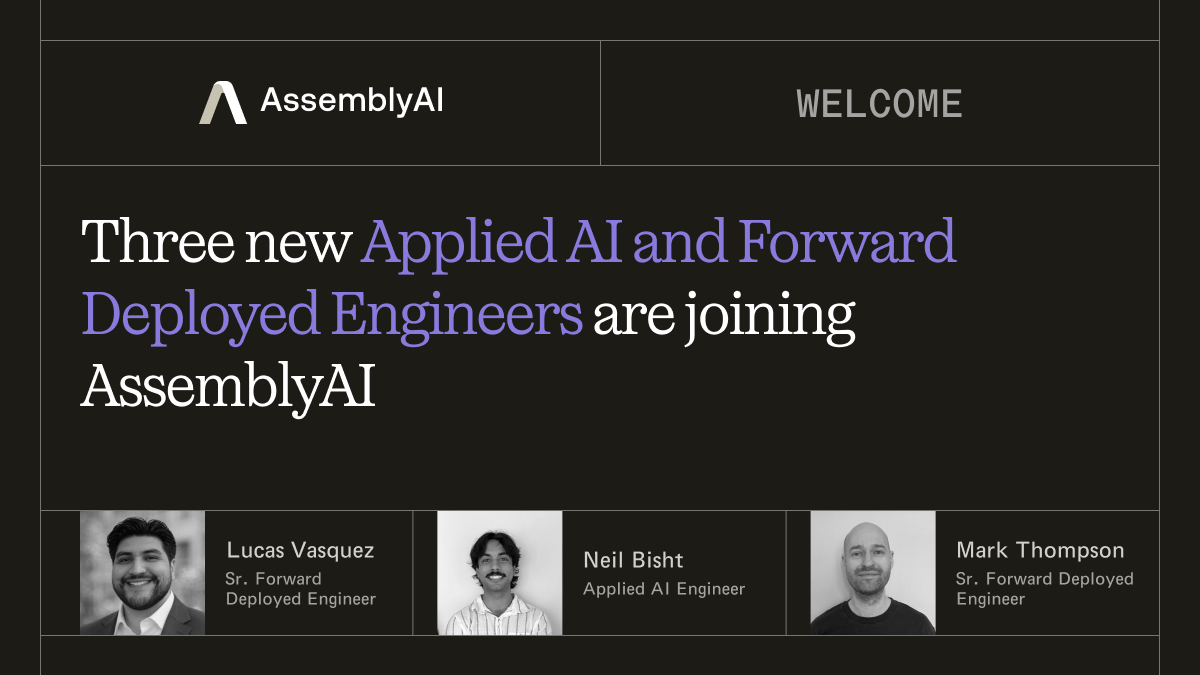 AssemblyAI
WELCOME
Three new Applied AI and Forward
Deployed Engineers are joining
AssemblyAI
Lucas Vasquez
Sr. Forward
Deployed Engineer
Neil Bisht
Applied AI Engineer
Mark Thompson
Sr. Forward Deployed
Engineer